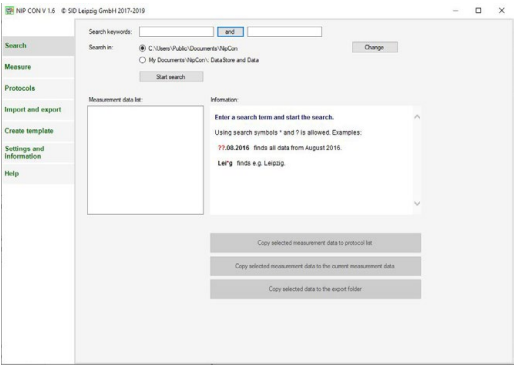 NIP CON V 1.6 © SID Leipzig GmbH 2017-2019
Search
Measure
Protocols
Import and export
Create template
Settings and
Information
Help
Search keywords:
and
Search in:
C:\Users\Public\Documents\NipCon
Change
My Documents\NipCon\: DataStore and Data
Start search
Measurement data list:
Information:
Enter a search term and start the search.
Using search symbols * and ? is allowed. Examples:
??.08.2016 finds all data from August 2016.
Lei*g finds e.g. Leipzig.
Copy selected measurement data to protocol list
Copy selected measurement data to the current measurement data
Copy selected data to the export folder